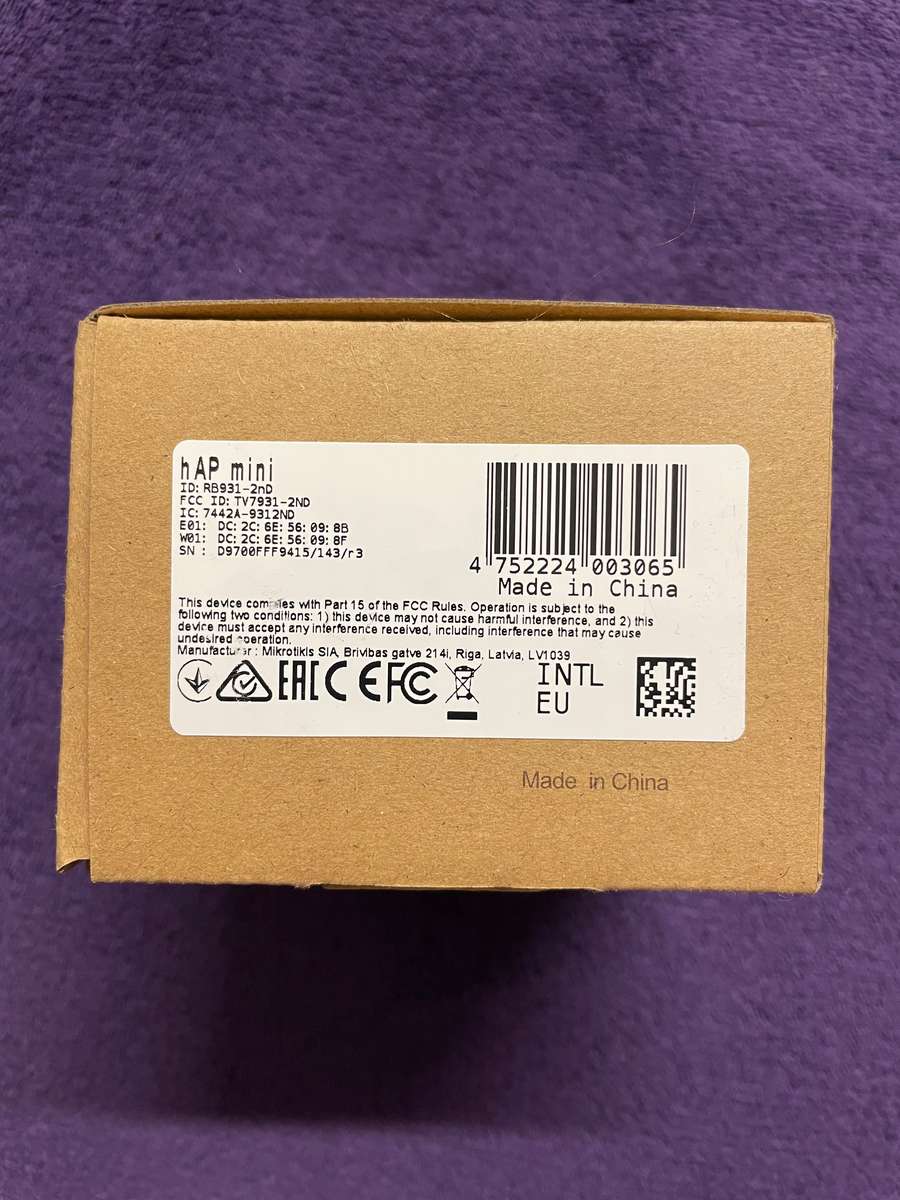 hAP mini
ID: RB931-2nD
FCC ID: TV7931-2ND
IC: 7442A-9312ND
E01: DC:2C:6E:56:09:8B
W01: DC:2C:6E:56:09:8F
SN : D9700FFF9415/143/r3
4 752224 003065
Made in China
This device complies with Part 15 of the FCC Rules. Operation is subject to the
following two conditions: 1) this device may not cause harmful interference, and 2) this
device must accept any interference received, including interference that may cause
undesired operation.
Manufacturer : Mikrotikls SIA, Brivibas gatve 214i, Riga, Latvia, LV1039
EAC CE FC
INTL
EU
Made in China